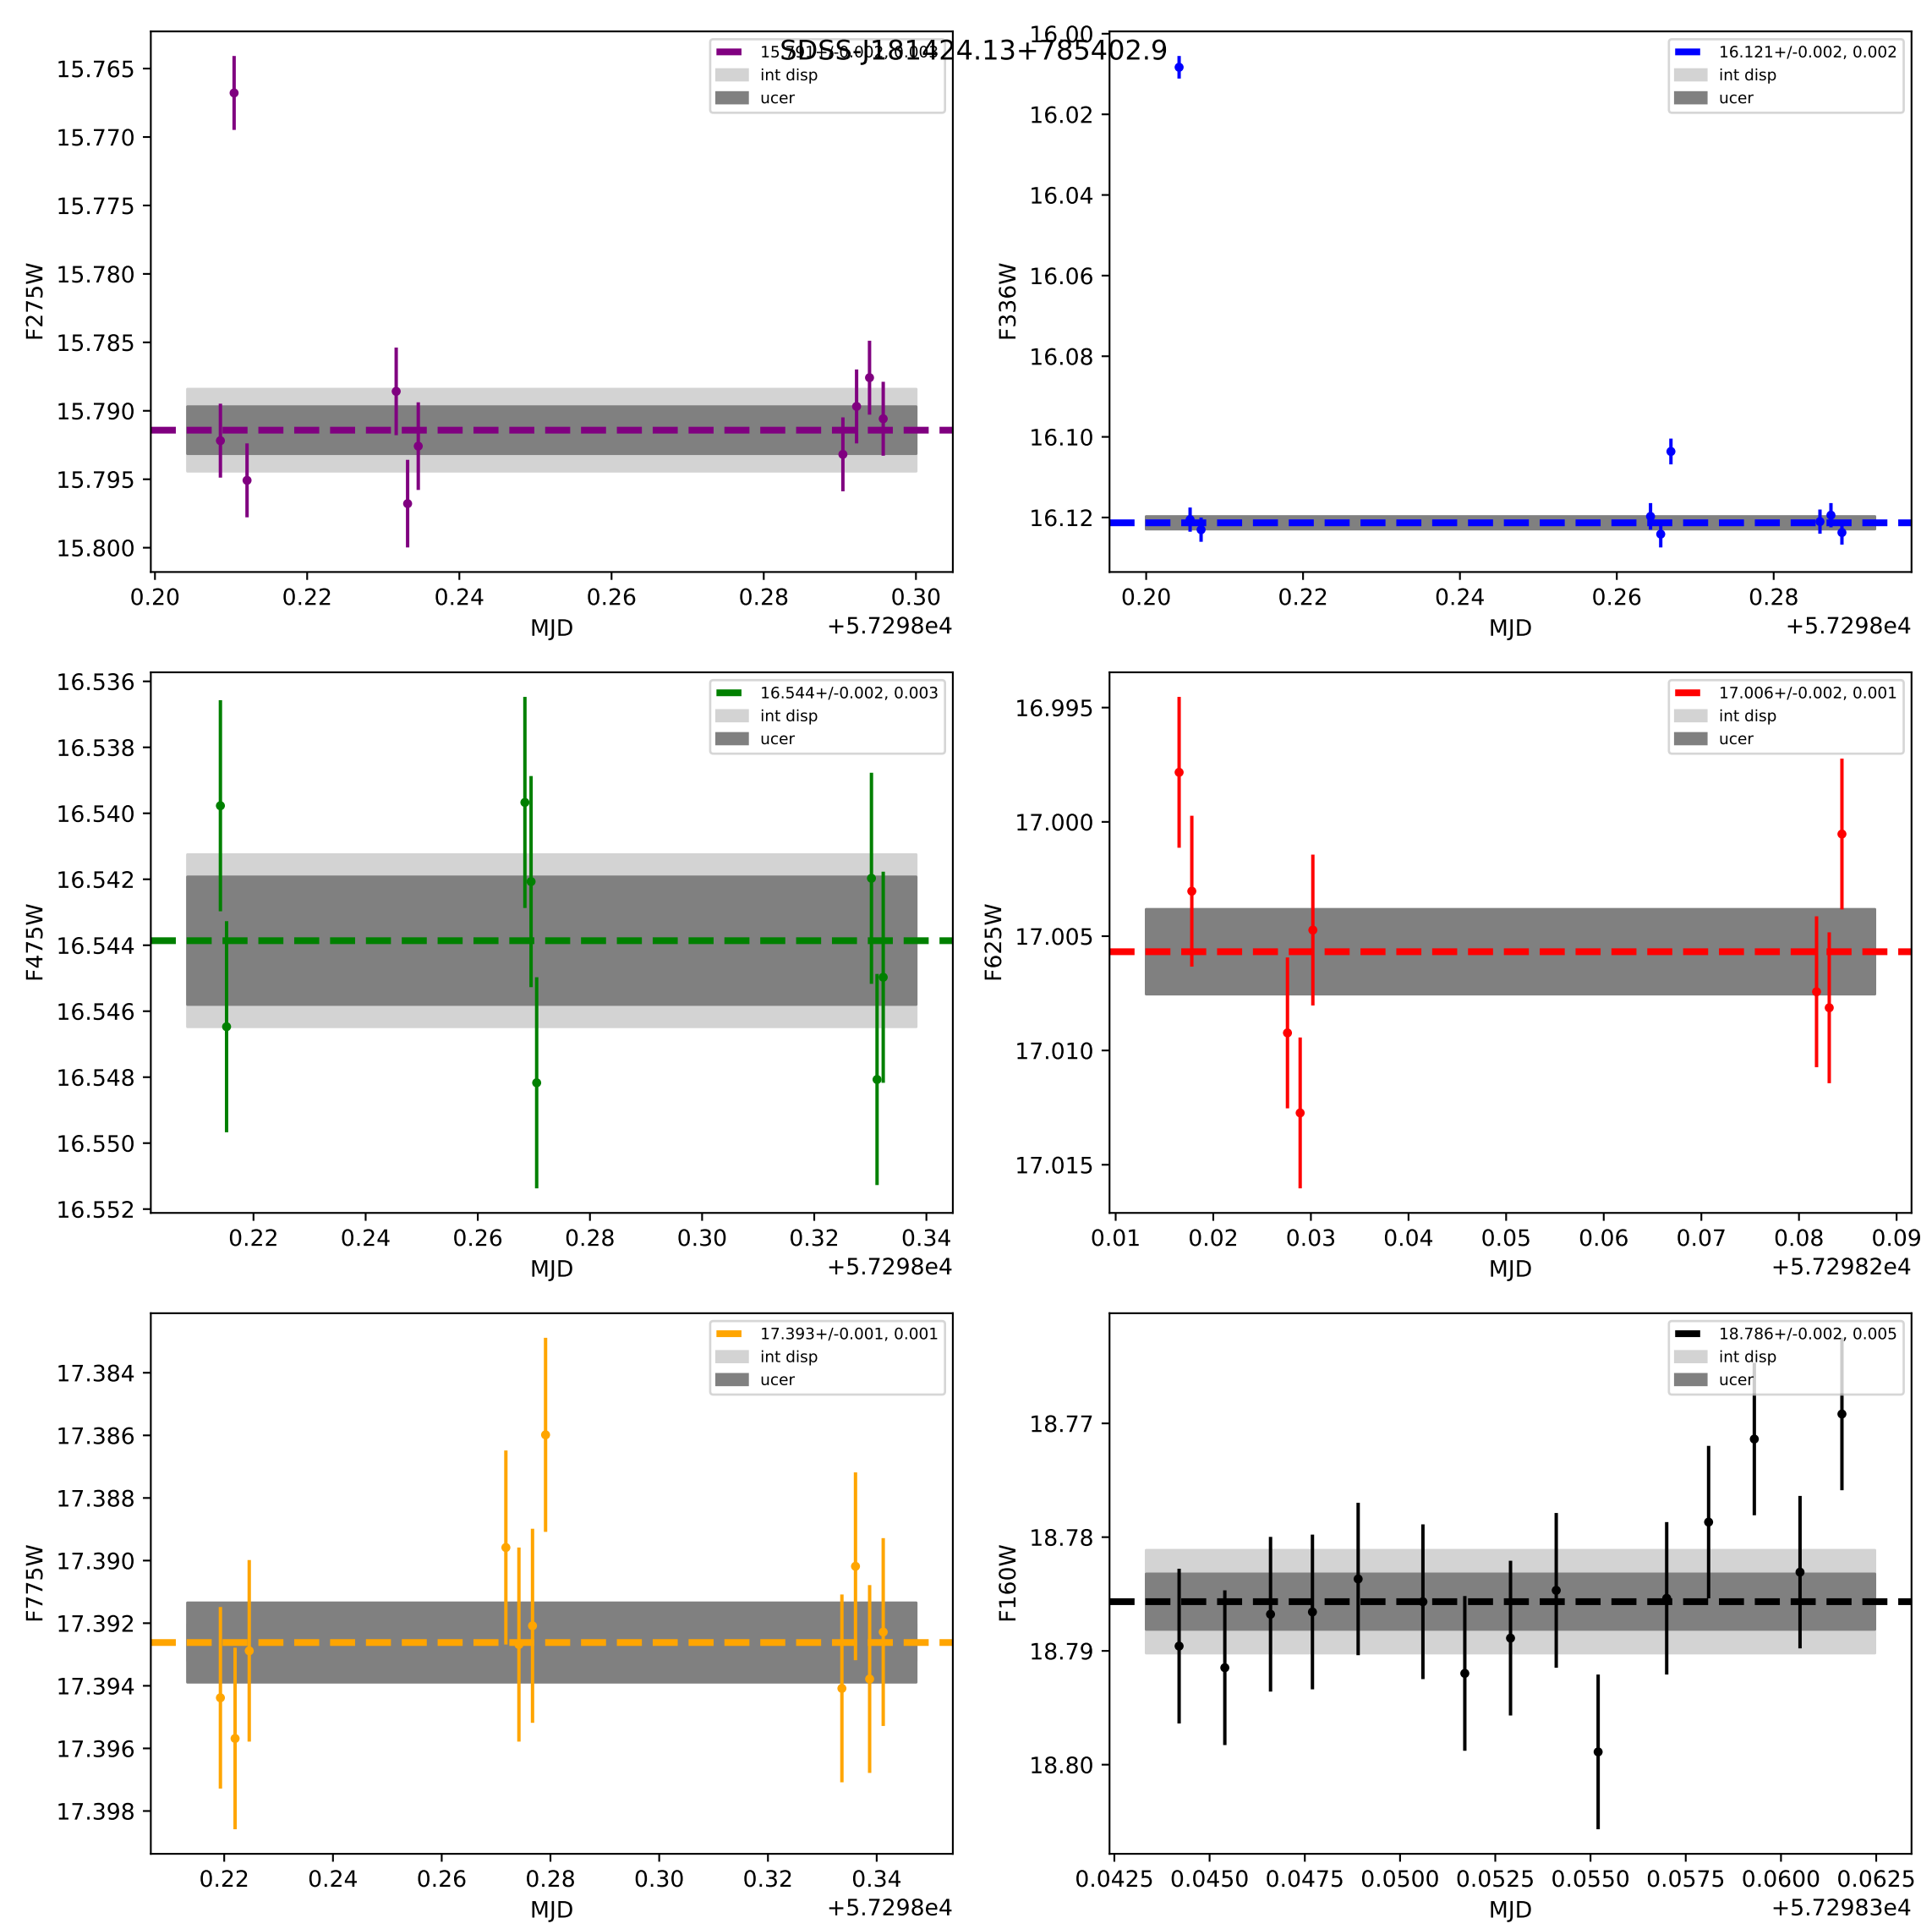 SDSS-J181424.13+785402.9
15.791+/-0.002, 0.003
int disp
ucer
F275W
15.765
15.770
15.775
15.780
15.785
15.790
15.795
15.800
0.20 0.22 0.24 0.26 0.28 0.30
MJD
+5.7298e4
16.121+/-0.002, 0.002
int disp
ucer
F336W
16.00
16.02
16.04
16.06
16.08
16.10
16.12
0.20 0.22 0.24 0.26 0.28
MJD
+5.7298e4
16.544+/-0.002, 0.003
int disp
ucer
F475W
16.536
16.538
16.540
16.542
16.544
16.546
16.548
16.550
16.552
0.22 0.24 0.26 0.28 0.30 0.32 0.34
MJD
+5.7298e4
17.006+/-0.002, 0.001
int disp
ucer
F625W
16.995
17.000
17.005
17.010
17.015
0.01 0.02 0.03 0.04 0.05 0.06 0.07 0.08 0.09
MJD
+5.72982e4
17.393+/-0.001, 0.001
int disp
ucer
F775W
17.384
17.386
17.388
17.390
17.392
17.394
17.396
17.398
0.22 0.24 0.26 0.28 0.30 0.32 0.34
MJD
+5.7298e4
18.786+/-0.002, 0.005
int disp
ucer
F160W
18.77
18.78
18.79
18.80
0.0425 0.0450 0.0475 0.0500 0.0525 0.0550 0.0575 0.0600 0.0625
MJD
+5.72983e4